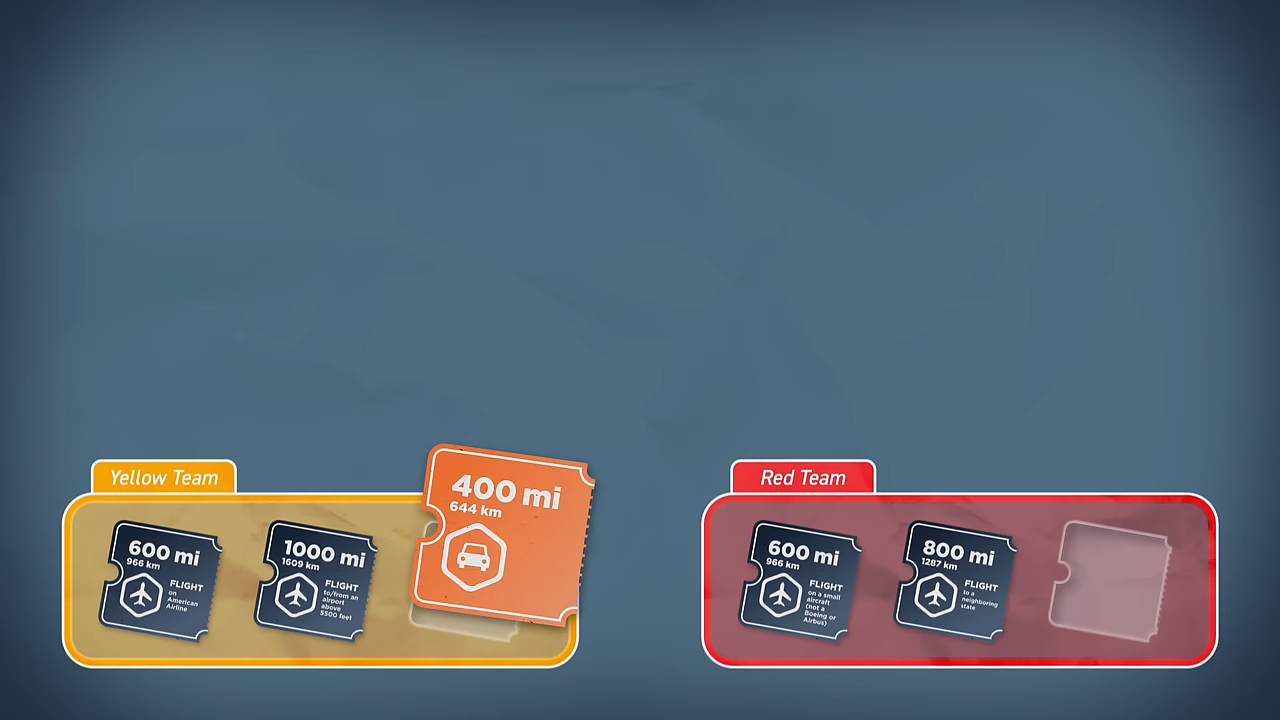 Yellow Team
600 mi
966 km
FLIGHT
on
American
Airline
1000 mi
1609 km
FLIGHT
to/from an
airport
above
5500 feet
400 mi
644 km
Red Team
600 mi
966 km
FLIGHT
on a small
aircraft
(not a
Boeing or
Airbus)
800 mi
1287 km
FLIGHT
to a
neighboring
state